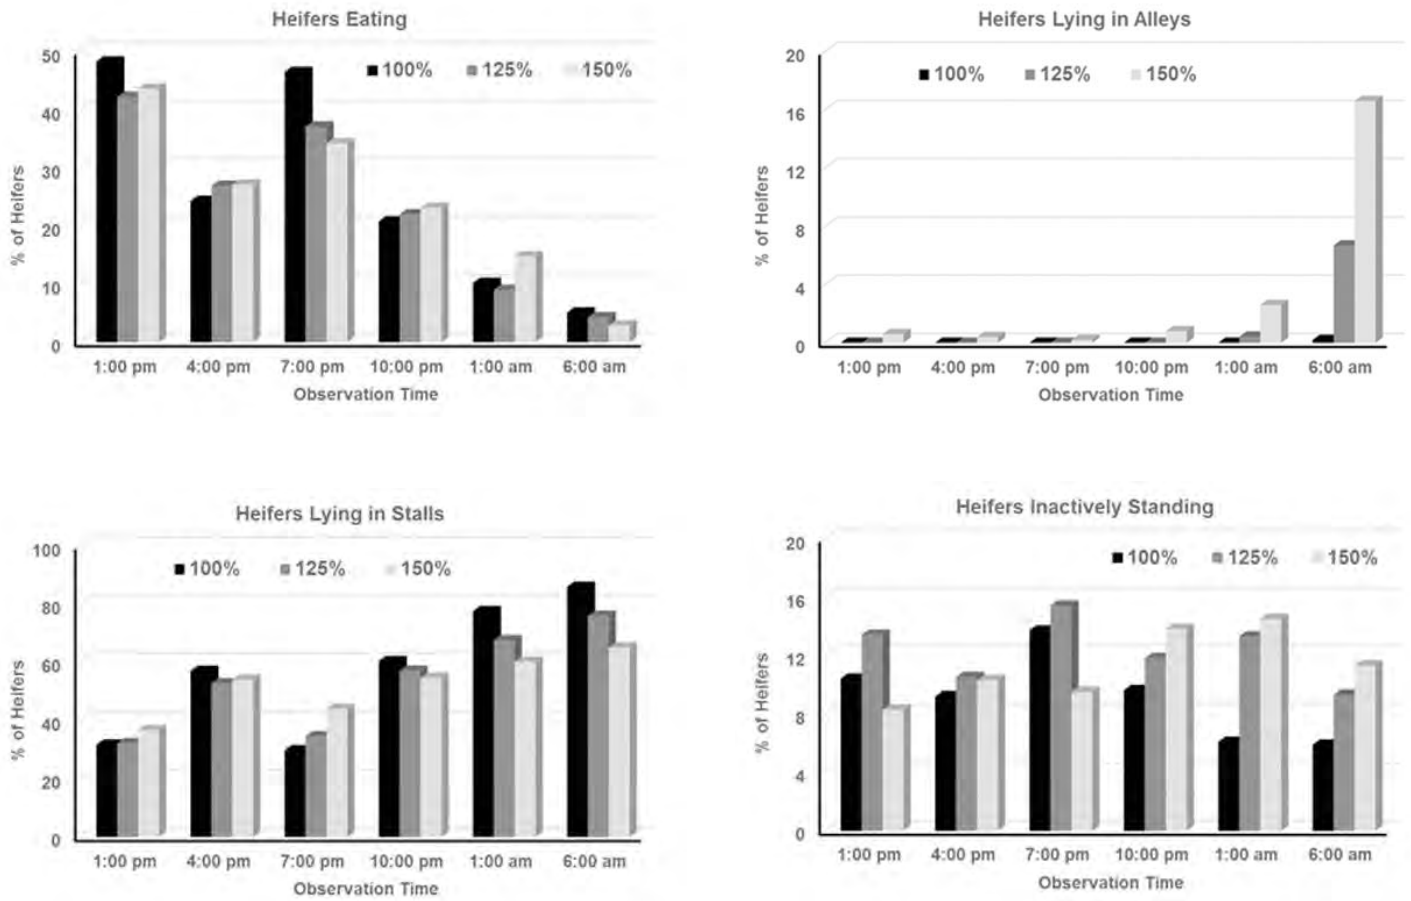 Heifers Eating
50
40
30
20
10
0
% of Heifers
100% 125% 150%
1:00 pm 4:00 pm 7:00 pm 10:00 pm 1:00 am 6:00 am
Observation Time
Heifers Lying in Alleys
20
16
12
8
4
0
% of Heifers
100% 125% 150%
1:00 pm 4:00 pm 7:00 pm 10:00 pm 1:00 am 6:00 am
Observation Time
Heifers Lying in Stalls
100
80
60
40
20
0
% of Heifers
100% 125% 150%
1:00 pm 4:00 pm 7:00 pm 10:00 pm 1:00 am 6:00 am
Observation Time
Heifers Inactively Standing
20
16
12
8
4
0
% of Heifers
100% 125% 150%
1:00 pm 4:00 pm 7:00 pm 10:00 pm 1:00 am 6:00 am
Observation Time